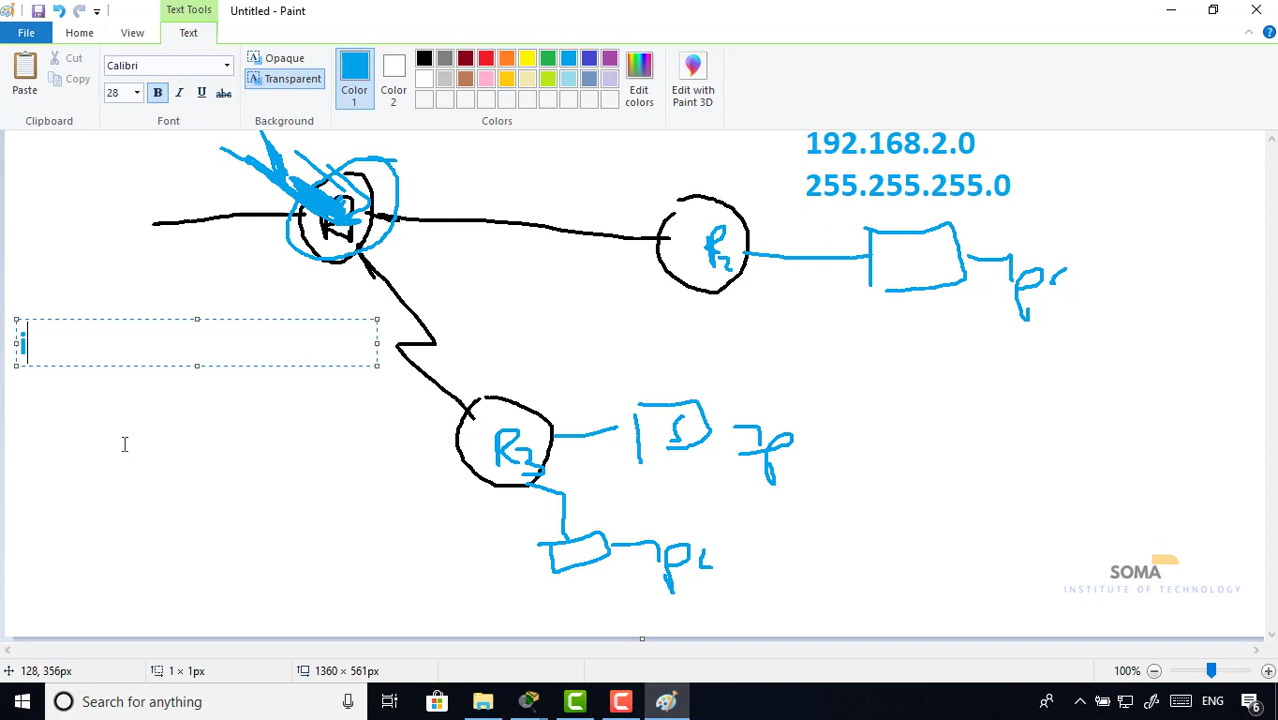 Untitled - Paint
Text Tools
File
Home
View
Text
Paste
Cut
Copy
Clipboard
Calibri
28
B
I
U
abc
Font
Opaque
Transparent
Background
Color
1
Color
2
Edit
colors
Colors
Edit with
Paint 3D
192.168.2.0
255.255.255.0
R
R2
pc
i
R3
S
p
pc
SOMA
INSTITUTE OF TECHNOLOGY
128, 356px
1 × 1px
1360 × 561px
100%
Search for anything
ENG
6